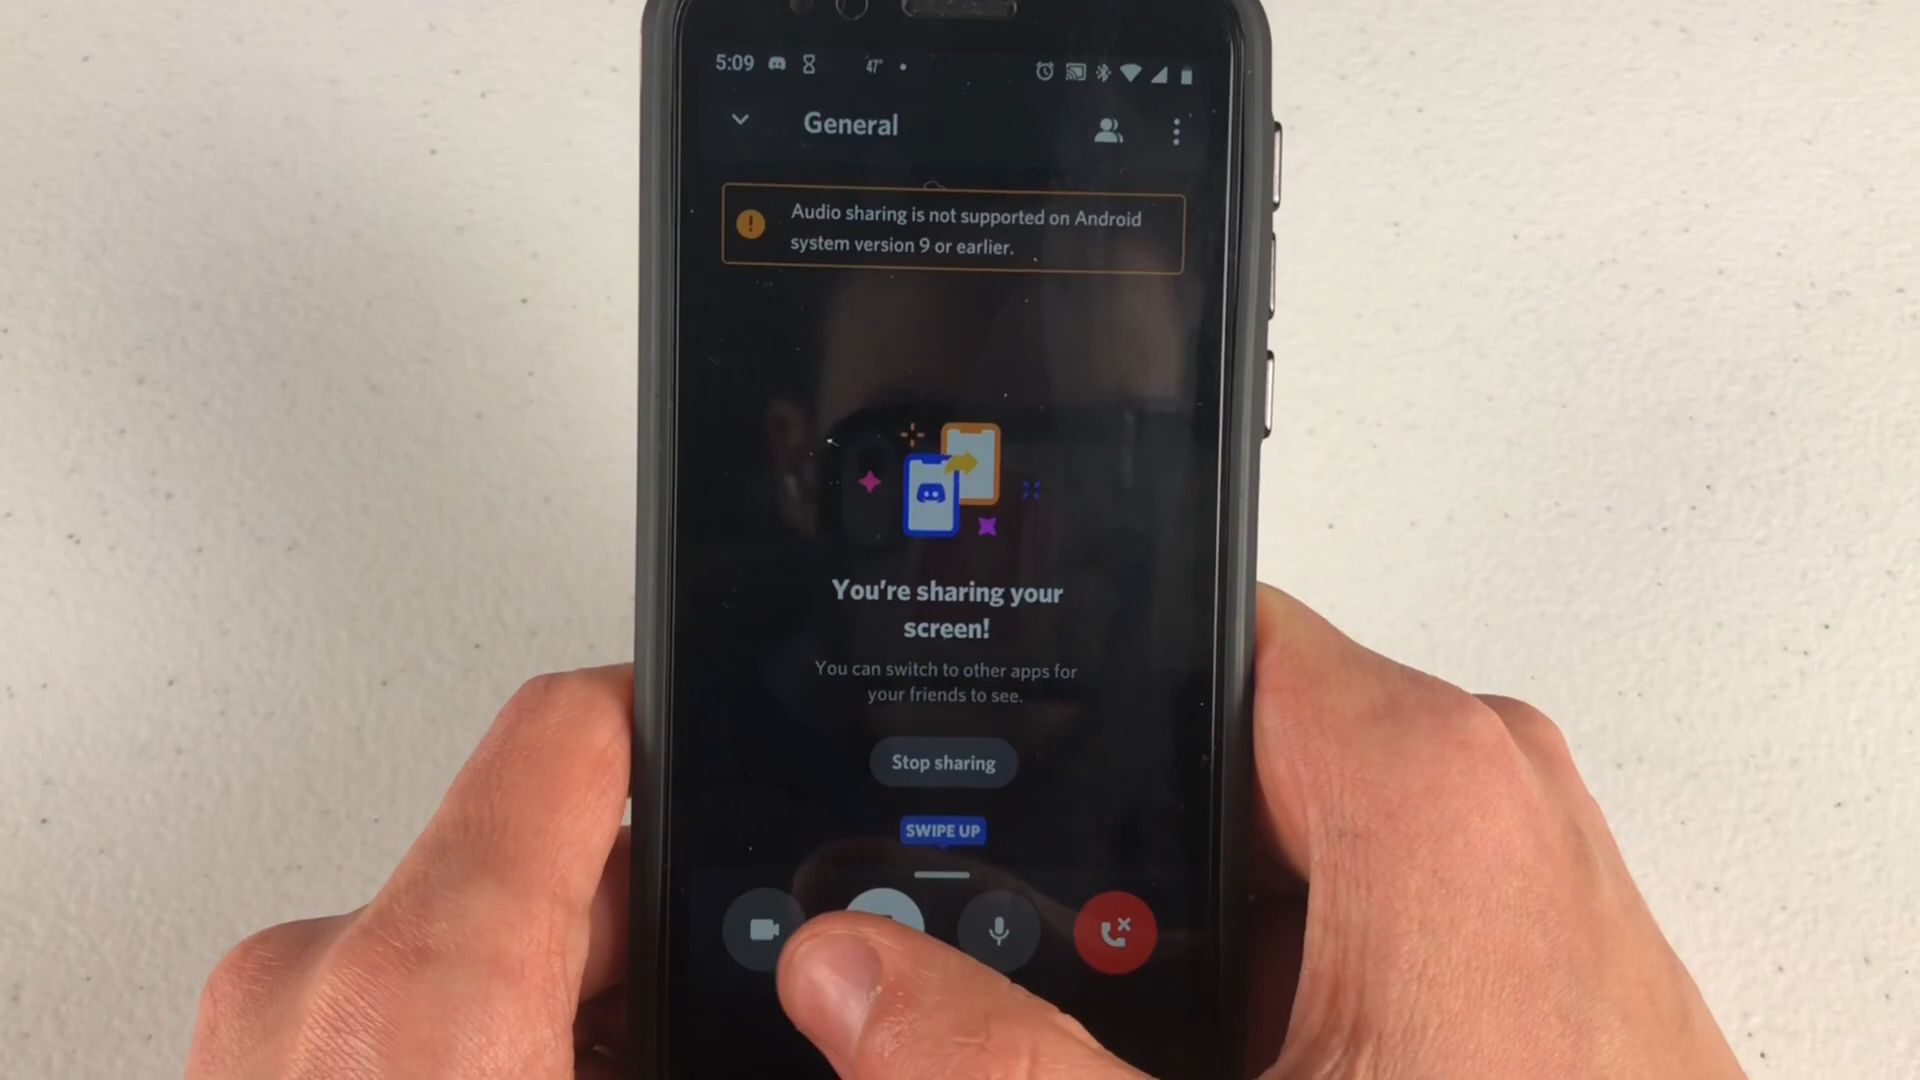 5:09
47°
General
Audio sharing is not supported on Android
system version 9 or earlier.
You're sharing your
screen!
You can switch to other apps for
your friends to see.
Stop sharing
SWIPE UP